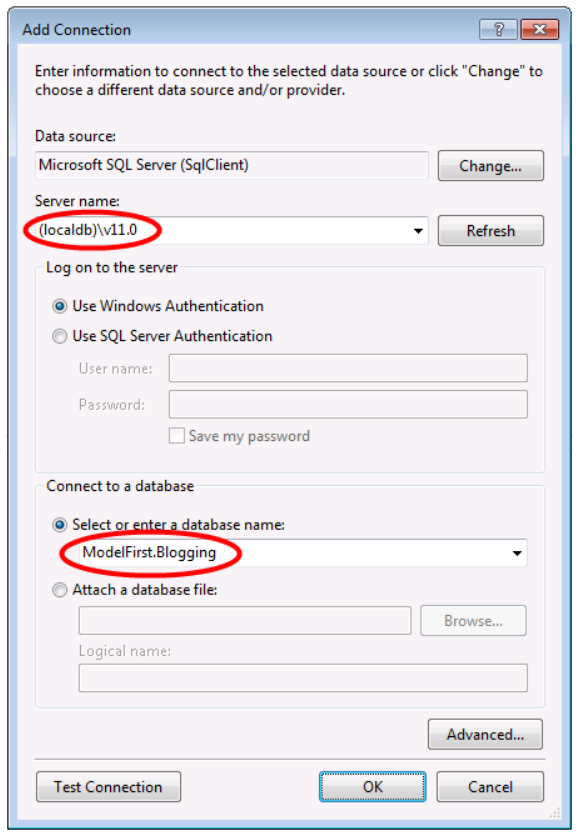 Add Connection
Enter information to connect to the selected data source or click "Change" to
choose a different data source and/or provider.
Data source:
Microsoft SQL Server (SqlClient)
Change...
Server name:
(localdb)\v11.0
Refresh
Log on to the server
Use Windows Authentication
Use SQL Server Authentication
User name:
Password:
Save my password
Connect to a database
Select or enter a database name:
ModelFirst.Blogging
Attach a database file:
Browse...
Logical name:
Advanced...
Test Connection
OK
Cancel